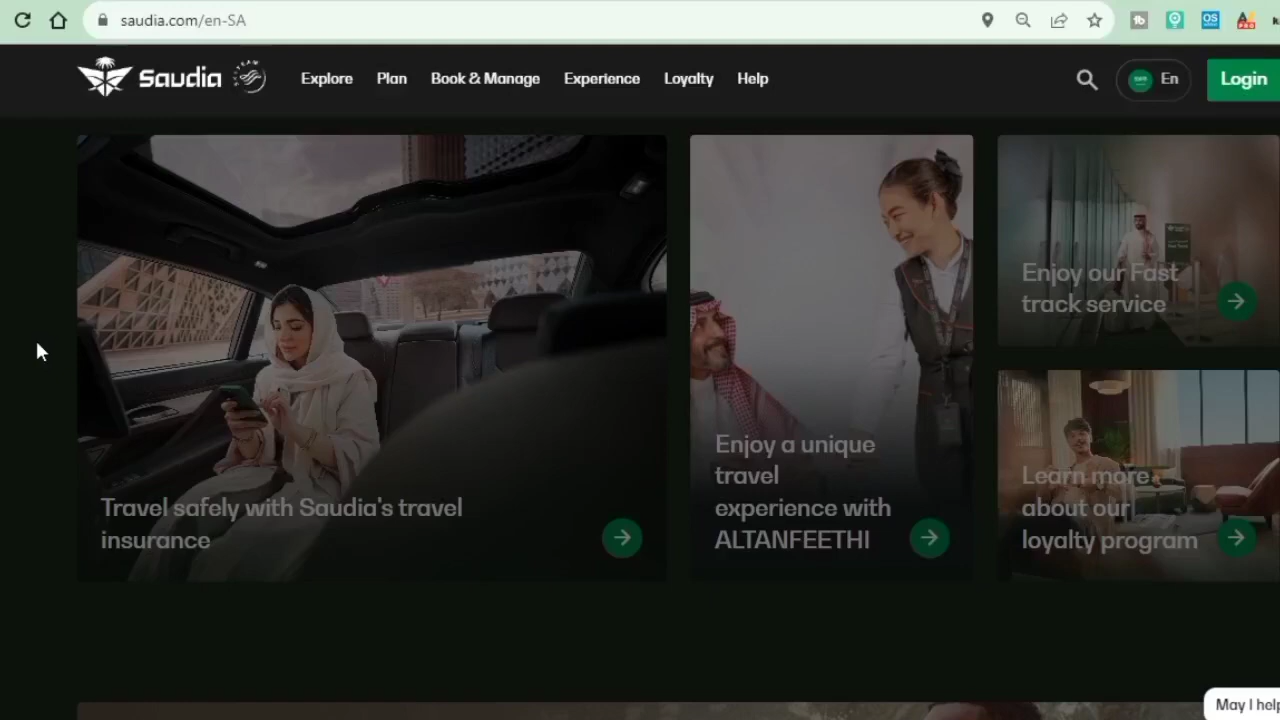 saudia.com/en-SA
Saudia
Explore Plan Book & Manage Experience Loyalty Help
En
Login
Travel safely with Saudia's travel
insurance
Enjoy a unique
travel
experience with
ALTANFEETHI
Enjoy our Fast
track service
Learn more
about our
loyalty program
May I help